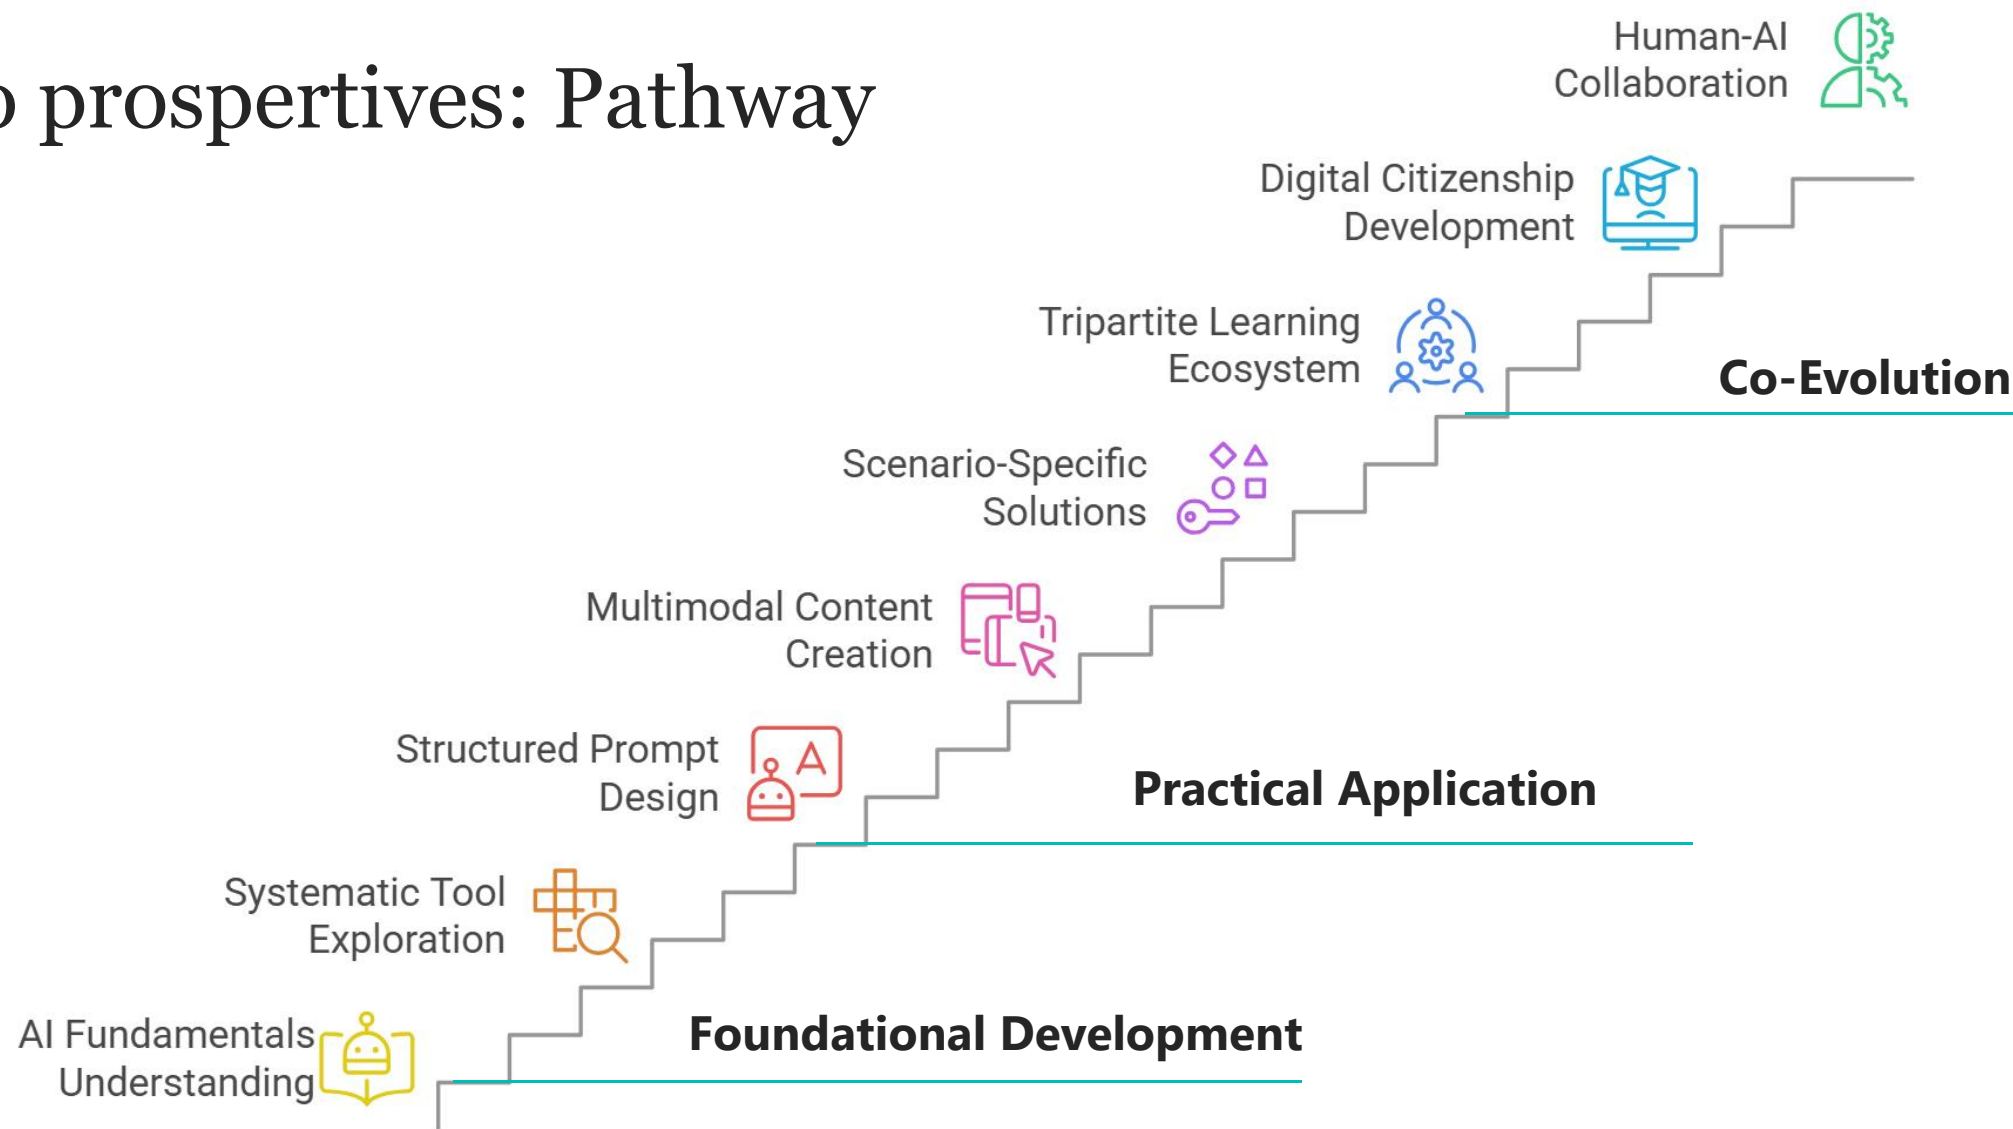 prospertives: Pathway
Human-AI
Collaboration
Digital Citizenship
Development
Tripartite Learning
Ecosystem
Co-Evolution
Scenario-Specific
Solutions
Multimodal Content
Creation
Structured Prompt
Design
A
Practical Application
Systematic Tool
Exploration
AI Fundamentals
Understanding
Foundational Development